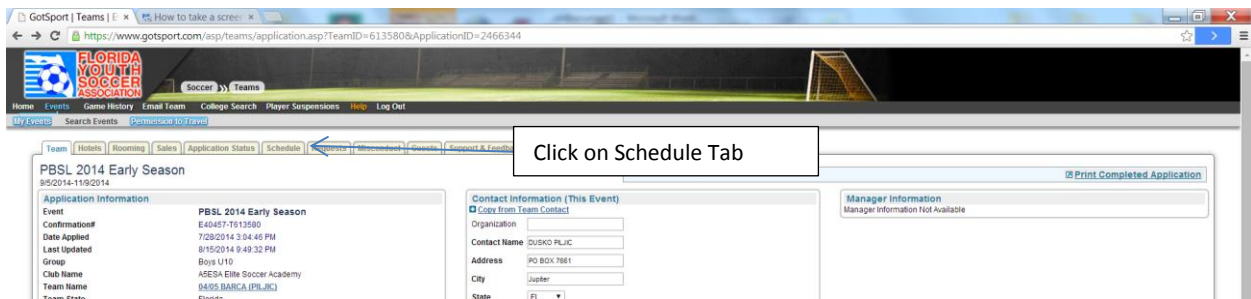 GotSport | Teams | E × How to take a screen ×
https://www.gotsport.com/asp/teams/application.asp?TeamID=613580&ApplicationID=2466344
FLORIDA
YOUTH
SOCCER
ASSOCIATION
Soccer Teams
Home Events Game History Email Team College Search Player Suspensions Help Log Out
My Events Search Events Permission to Travel
Team Hotels Rooming Sales Application Status Schedule Requests Misconduct Guests Support & Feedba
Click on Schedule Tab
PBSL 2014 Early Season
9/5/2014-11/9/2014
Print Completed Application
Application Information
Event PBSL 2014 Early Season
Confirmation# E40457-T613580
Date Applied 7/28/2014 3:04:46 PM
Last Updated 8/15/2014 9:49:32 PM
Group Boys U10
Club Name A5ESA Elite Soccer Academy
Team Name 04/05 BARCA (PILJIC)
Team State Florida
Contact Information (This Event)
Copy from Team Contact
Organization
Contact Name DUSKO PILJIC
Address PO BOX 7661
City Jupiter
State FL
Manager Information
Manager Information Not Available